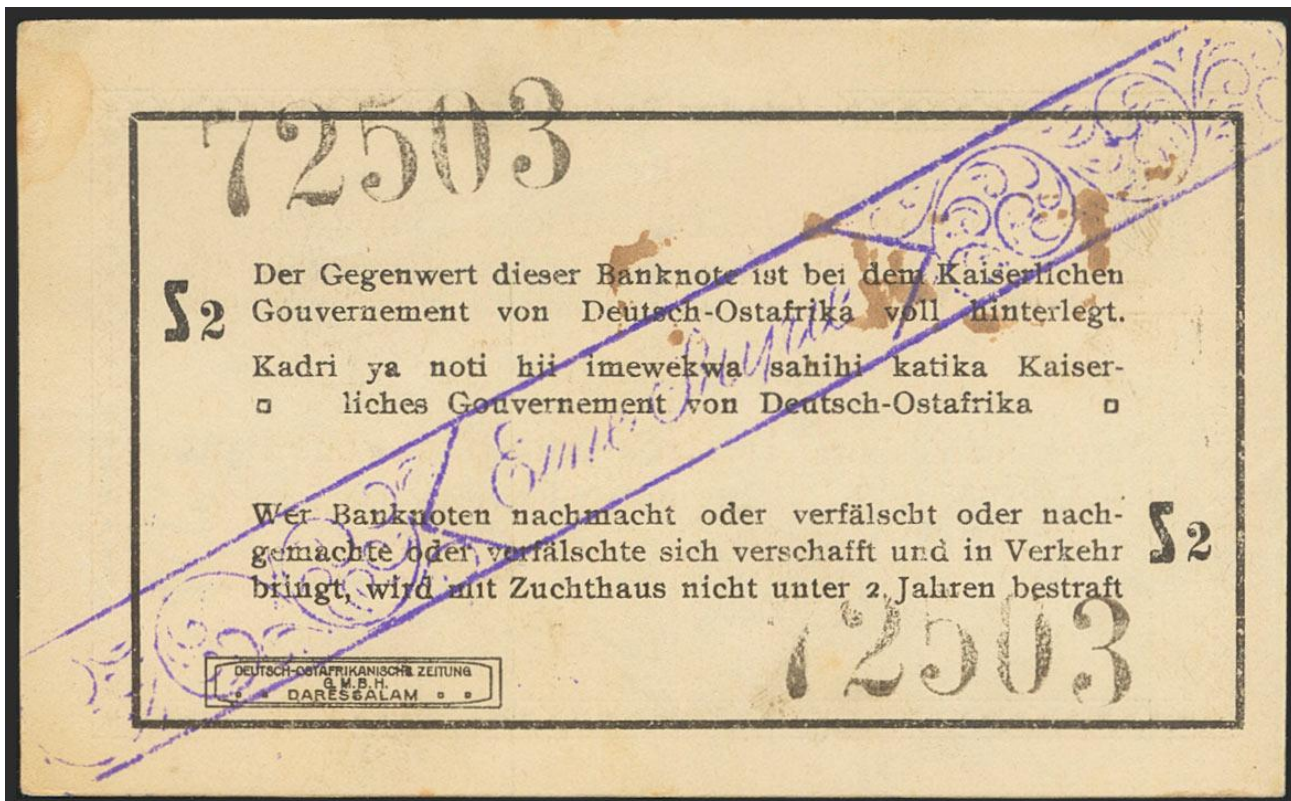 72503
S2
Der Gegenwert dieser Banknote ist bei dem Kaiserlichen
Gouvernement von Deutsch-Ostafrika voll hinterlegt.
Kadri ya noti hii imewekwa sahihi katika Kaiser-
liches Gouvernement von Deutsch-Ostafrika
Emil
Wer Banknoten nachmacht oder verfälscht oder nach-
gemachte oder verfälschte sich verschafft und in Verkehr
bringt, wird mit Zuchthaus nicht unter 2 Jahren bestraft
S2
72503
DEUTSCH-OSTAFRIKANISCHE ZEITUNG
G.M.B.H.
DARESSALAM